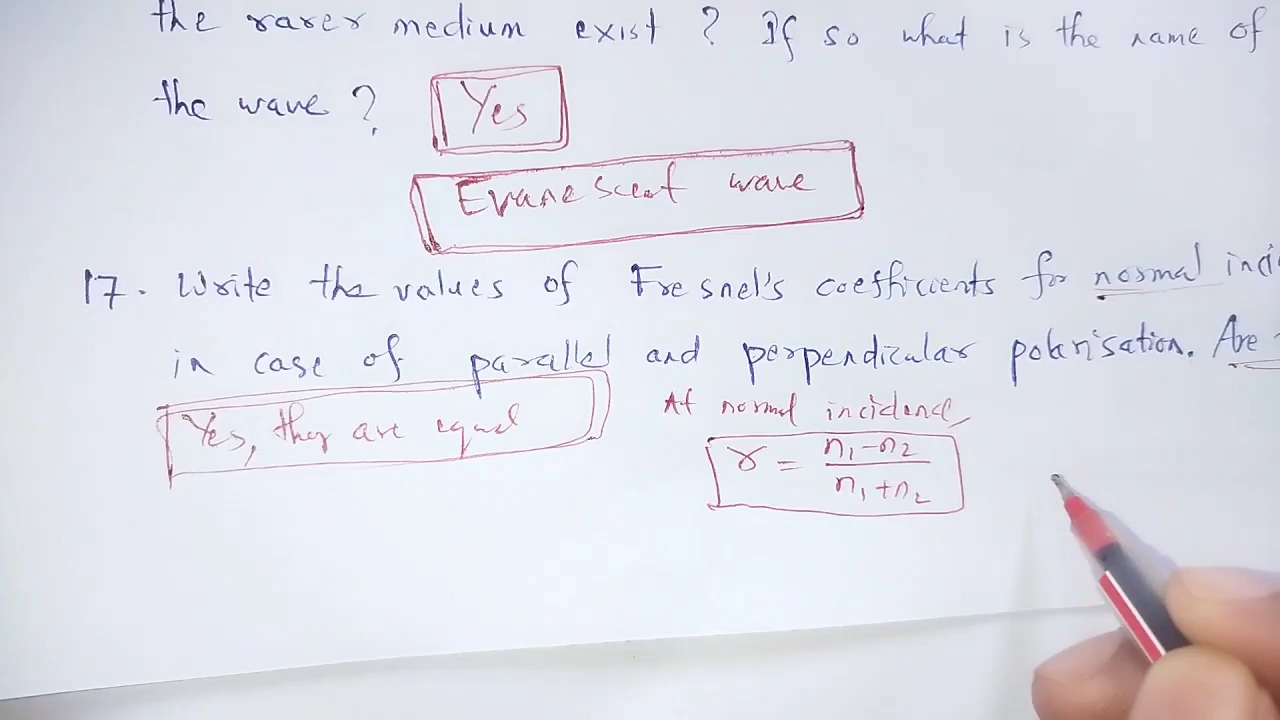 the rarer medium exist ? If so what is the name of
the wave ? Yes
Evanescent wave
17. Write the values of Fresnel's coefficients for normal inci
in case of parallel and perpendicular polarisation. Are
Yes, they are equal
At normal incidence,
r = n₁-n₂ / n₁+n₂